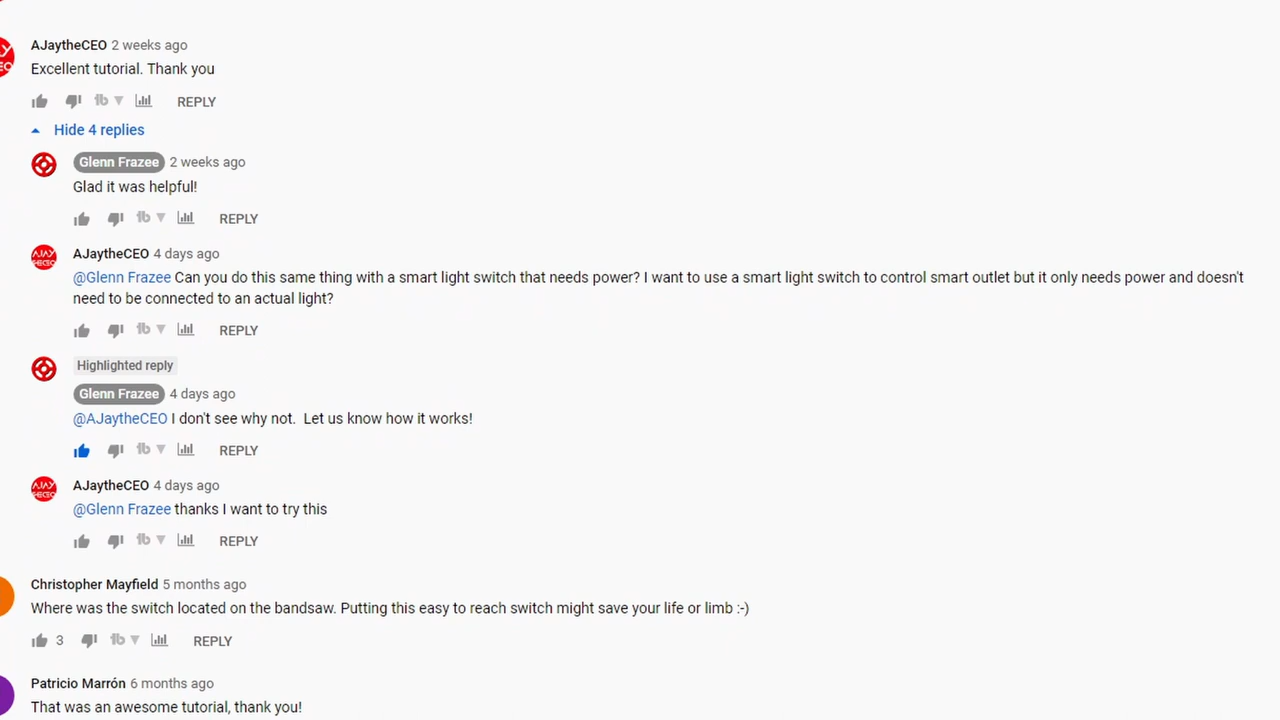 AJaytheCEO 2 weeks ago
Excellent tutorial. Thank you
REPLY
Hide 4 replies
Glenn Frazee 2 weeks ago
Glad it was helpful!
REPLY
AJaytheCEO 4 days ago
@Glenn Frazee Can you do this same thing with a smart light switch that needs power? I want to use a smart light switch to control smart outlet but it only needs power and doesn't
need to be connected to an actual light?
REPLY
Highlighted reply
Glenn Frazee 4 days ago
@AJaytheCEO I don't see why not.  Let us know how it works!
REPLY
AJaytheCEO 4 days ago
@Glenn Frazee thanks I want to try this
REPLY
Christopher Mayfield 5 months ago
Where was the switch located on the bandsaw. Putting this easy to reach switch might save your life or limb :-)
3 REPLY
Patricio Marrón 6 months ago
That was an awesome tutorial, thank you!